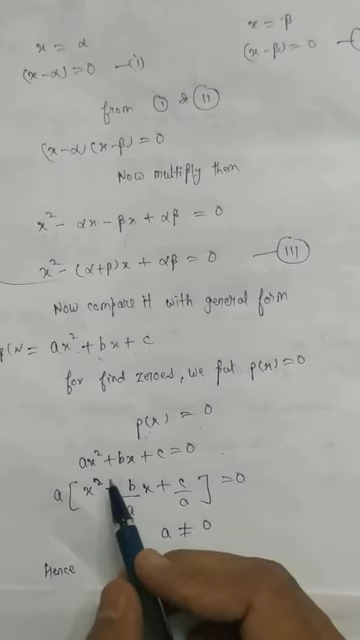 x = α x = β
(x-α)=0 —(i) (x-β)=0 —
from (I) & (II)
(x-α)(x-β)=0
Now multiply them
x² - αx - βx + αβ = 0
x² - (α+β)x + αβ = 0 —(III)
Now compare it with general form
p(x) = ax² + bx + c
for find zeroes, we put p(x)=0
p(x) = 0
ax² + bx + c = 0
a[x² + b/a x + c/a] = 0
a ≠ 0
Hence